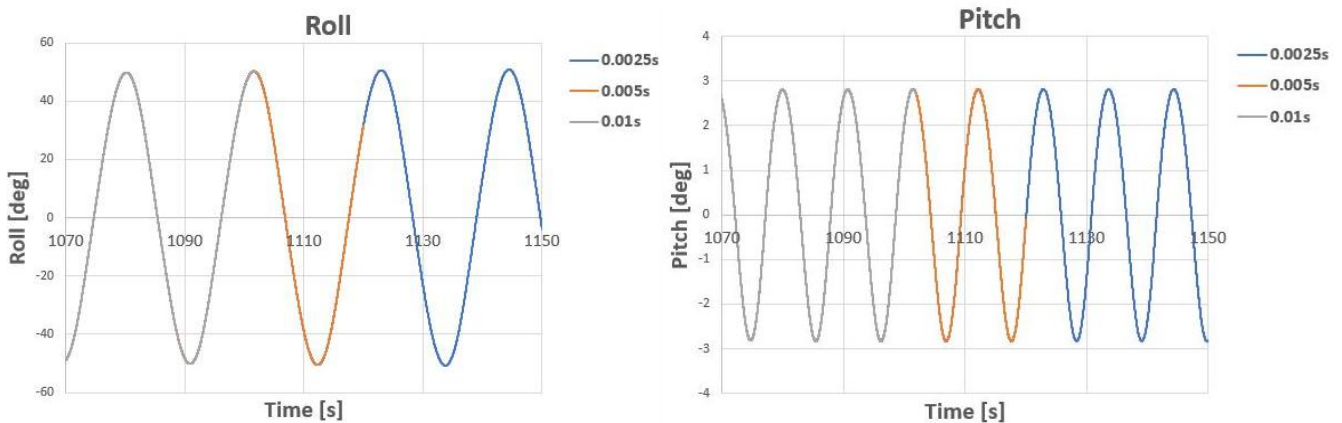 Roll
60
40
20
0
-20
-40
-60
1070 1090 1110 1130 1150
Roll [deg]
Time [s]
0.0025s
0.005s
0.01s
Pitch
4
3
2
1
0
-1
-2
-3
-4
1070 1090 1110 1130 1150
Pitch [deg]
Time [s]
0.0025s
0.005s
0.01s